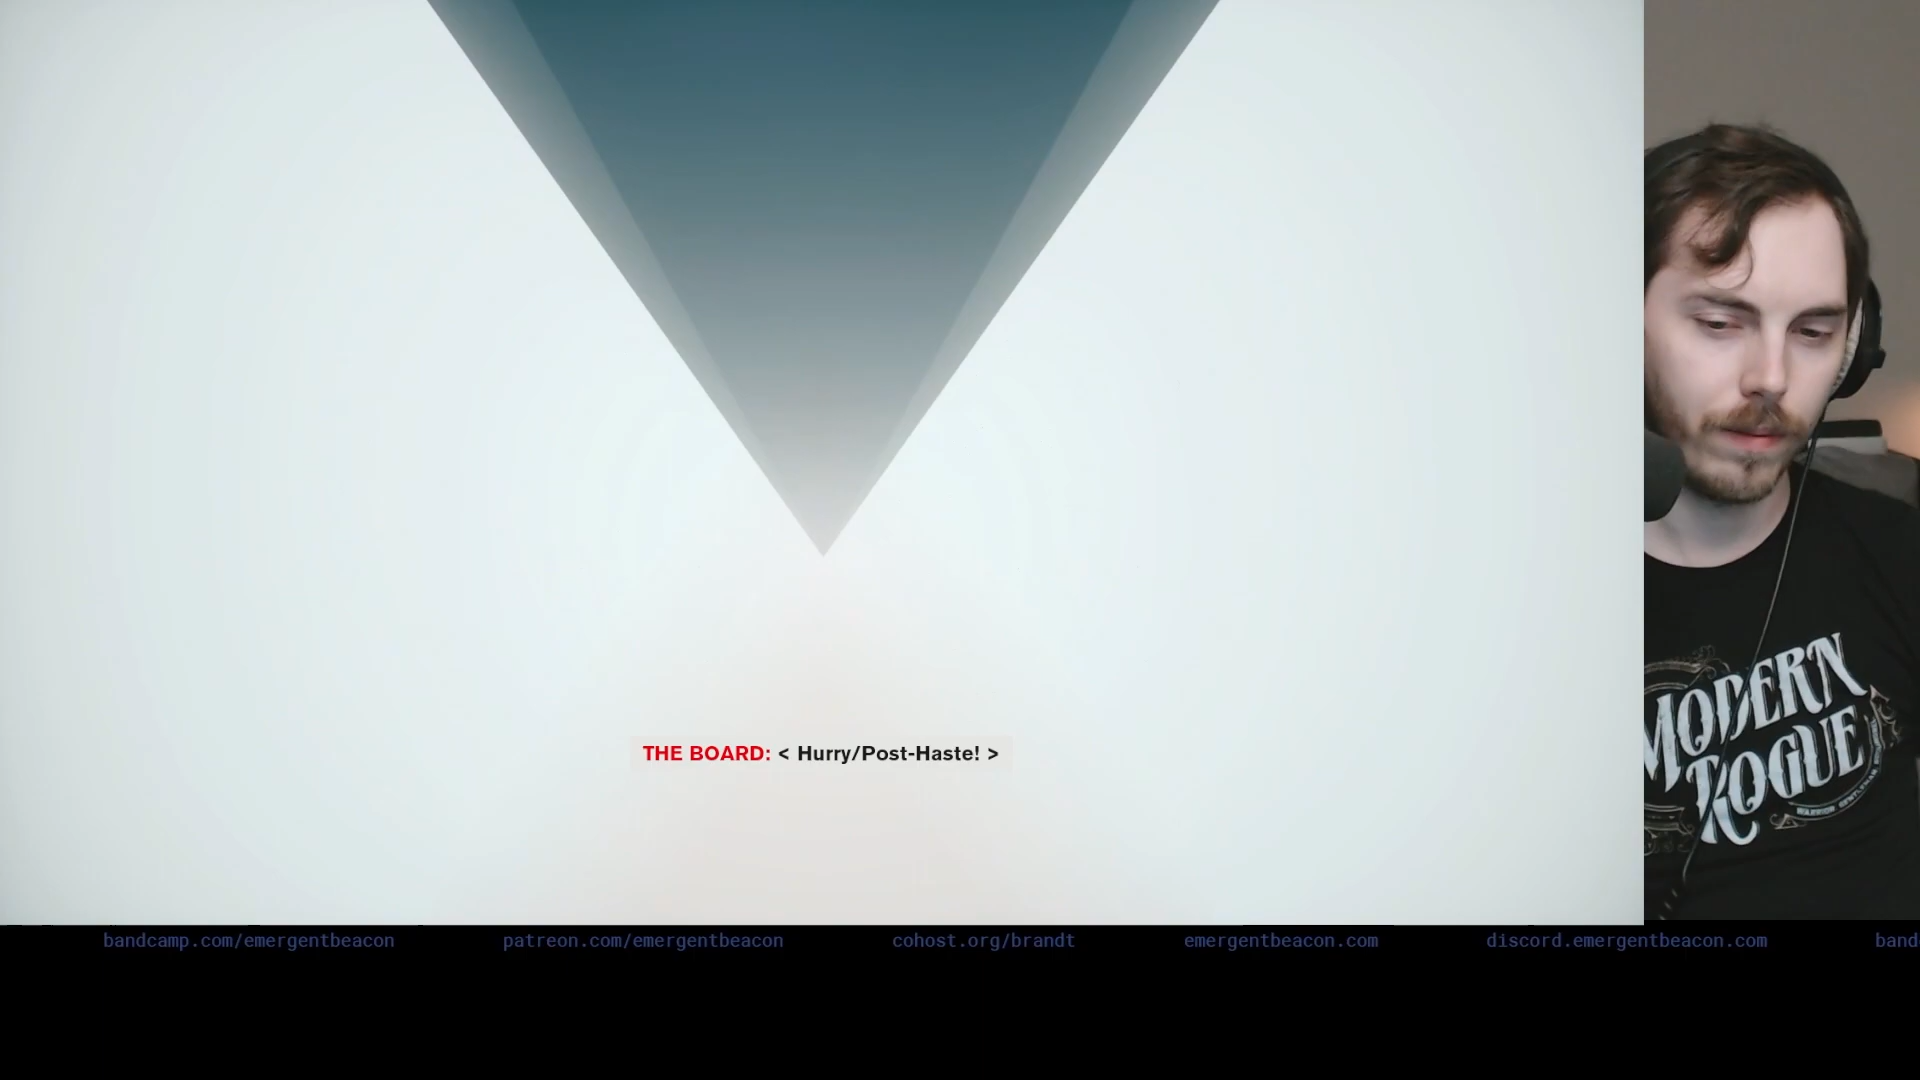 THE BOARD: < Hurry/Post-Haste! >
MODERN
ROGUE
bandcamp.com/emergentbeacon patreon.com/emergentbeacon cohost.org/brandt emergentbeacon.com discord.emergentbeacon.com band